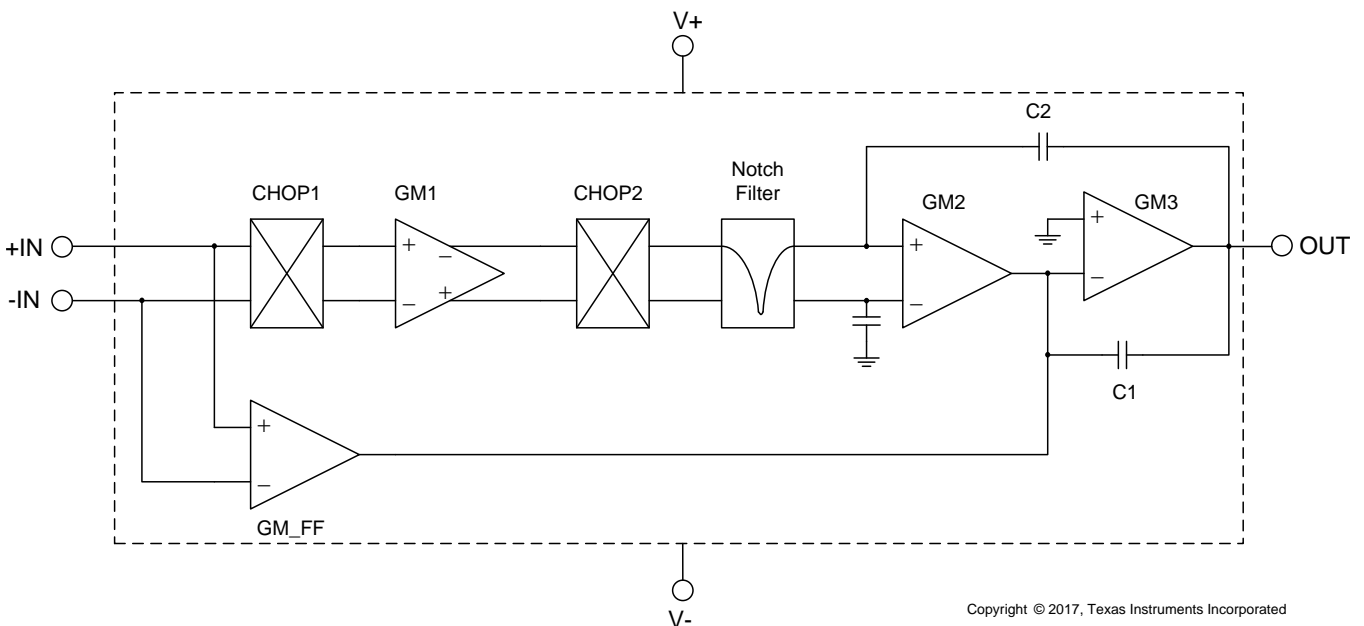 V+
C2
CHOP1
GM1
CHOP2
Notch
Filter
GM2
GM3
+IN
-IN
+
−
−
+
+
−
+
−
OUT
C1
+
−
GM_FF
V-
Copyright © 2017, Texas Instruments Incorporated